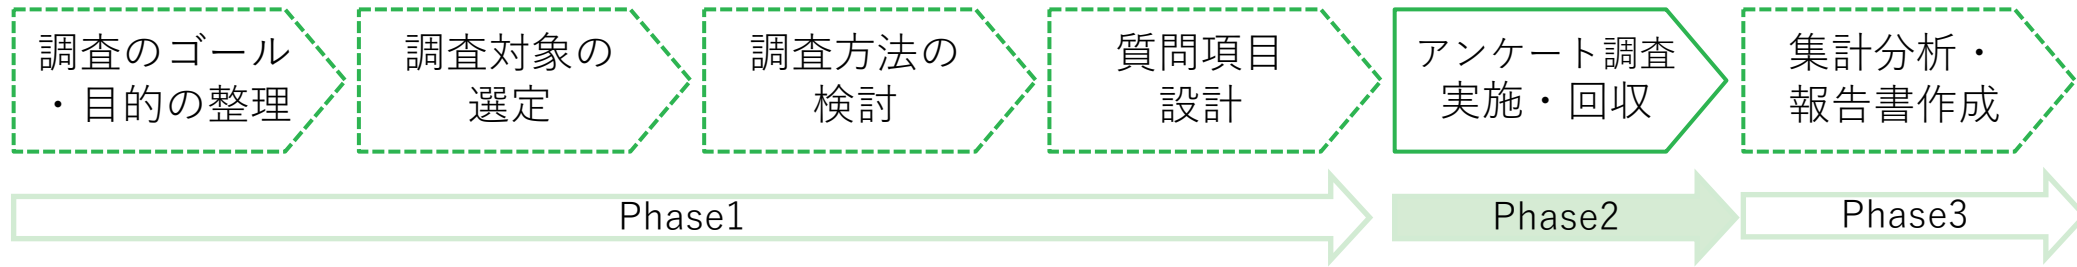 調査のゴール
・目的の整理
調査対象の
選定
調査方法の
検討
質問項目
設計
アンケート調査
実施・回収
集計分析・
報告書作成
Phase1
Phase2
Phase3